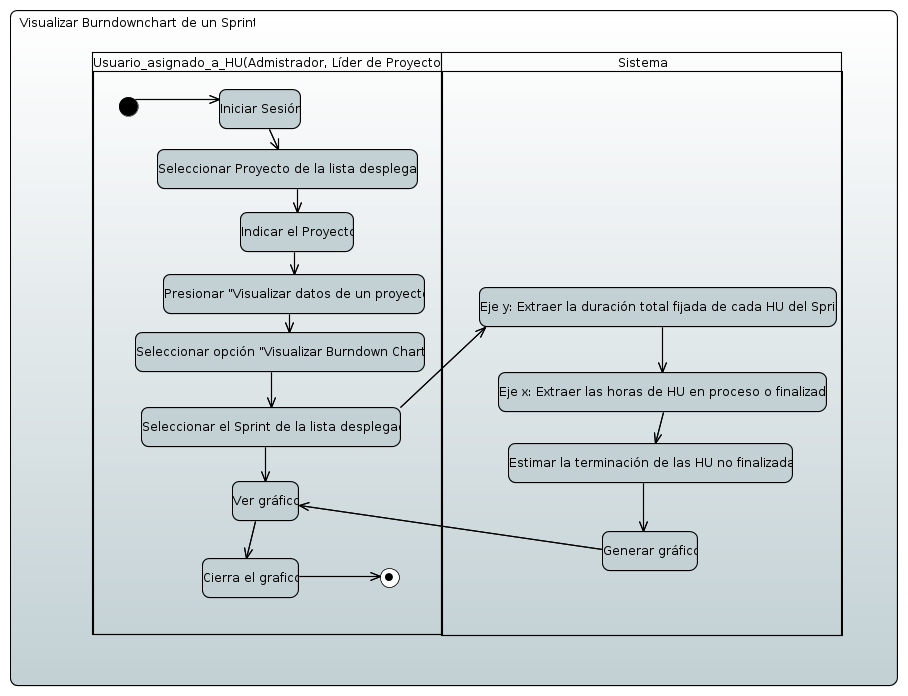 Visualizar Burndownchart de un Sprint
Usuario_asignado_a_HU(Admistrador, Líder de Proyecto
Sistema
Iniciar Sesión
Seleccionar Proyecto de la lista desplega
Indicar el Proyecto
Presionar "Visualizar datos de un proyecto
Seleccionar opción "Visualizar Burndown Chart
Seleccionar el Sprint de la lista desplega
Ver gráfico
Cierra el grafico
Eje y: Extraer la duración total fijada de cada HU del Spri
Eje x: Extraer las horas de HU en proceso o finalizad
Estimar la terminación de las HU no finalizada
Generar gráfico